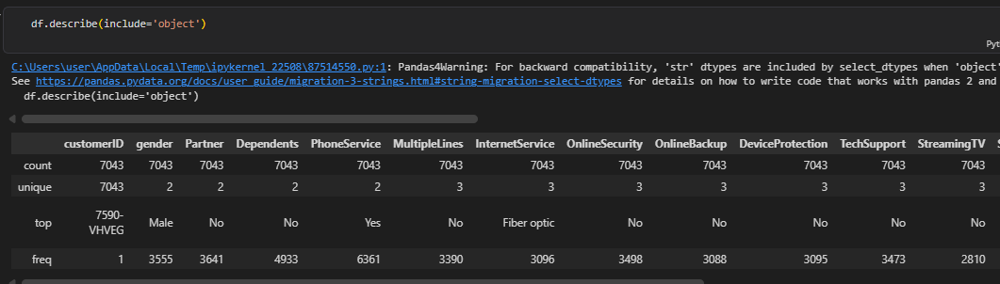 df.describe(include='object')
Pyt
C:\Users\user\AppData\Local\Temp\ipykernel_22508\87514550.py:1: Pandas4Warning: For backward compatibility, 'str' dtypes are included by select_dtypes when 'object'
See https://pandas.pydata.org/docs/user_guide/migration-3-strings.html#string-migration-select-dtypes for details on how to write code that works with pandas 2 and
df.describe(include='object')
customerID gender Partner Dependents PhoneService MultipleLines InternetService OnlineSecurity OnlineBackup DeviceProtection TechSupport StreamingTV S
count 7043 7043 7043 7043 7043 7043 7043 7043 7043 7043 7043 7043
unique 7043 2 2 2 2 3 3 3 3 3 3 3
top 7590-VHVEG Male No No Yes No Fiber optic No No No No No
freq 1 3555 3641 4933 6361 3390 3096 3498 3088 3095 3473 2810